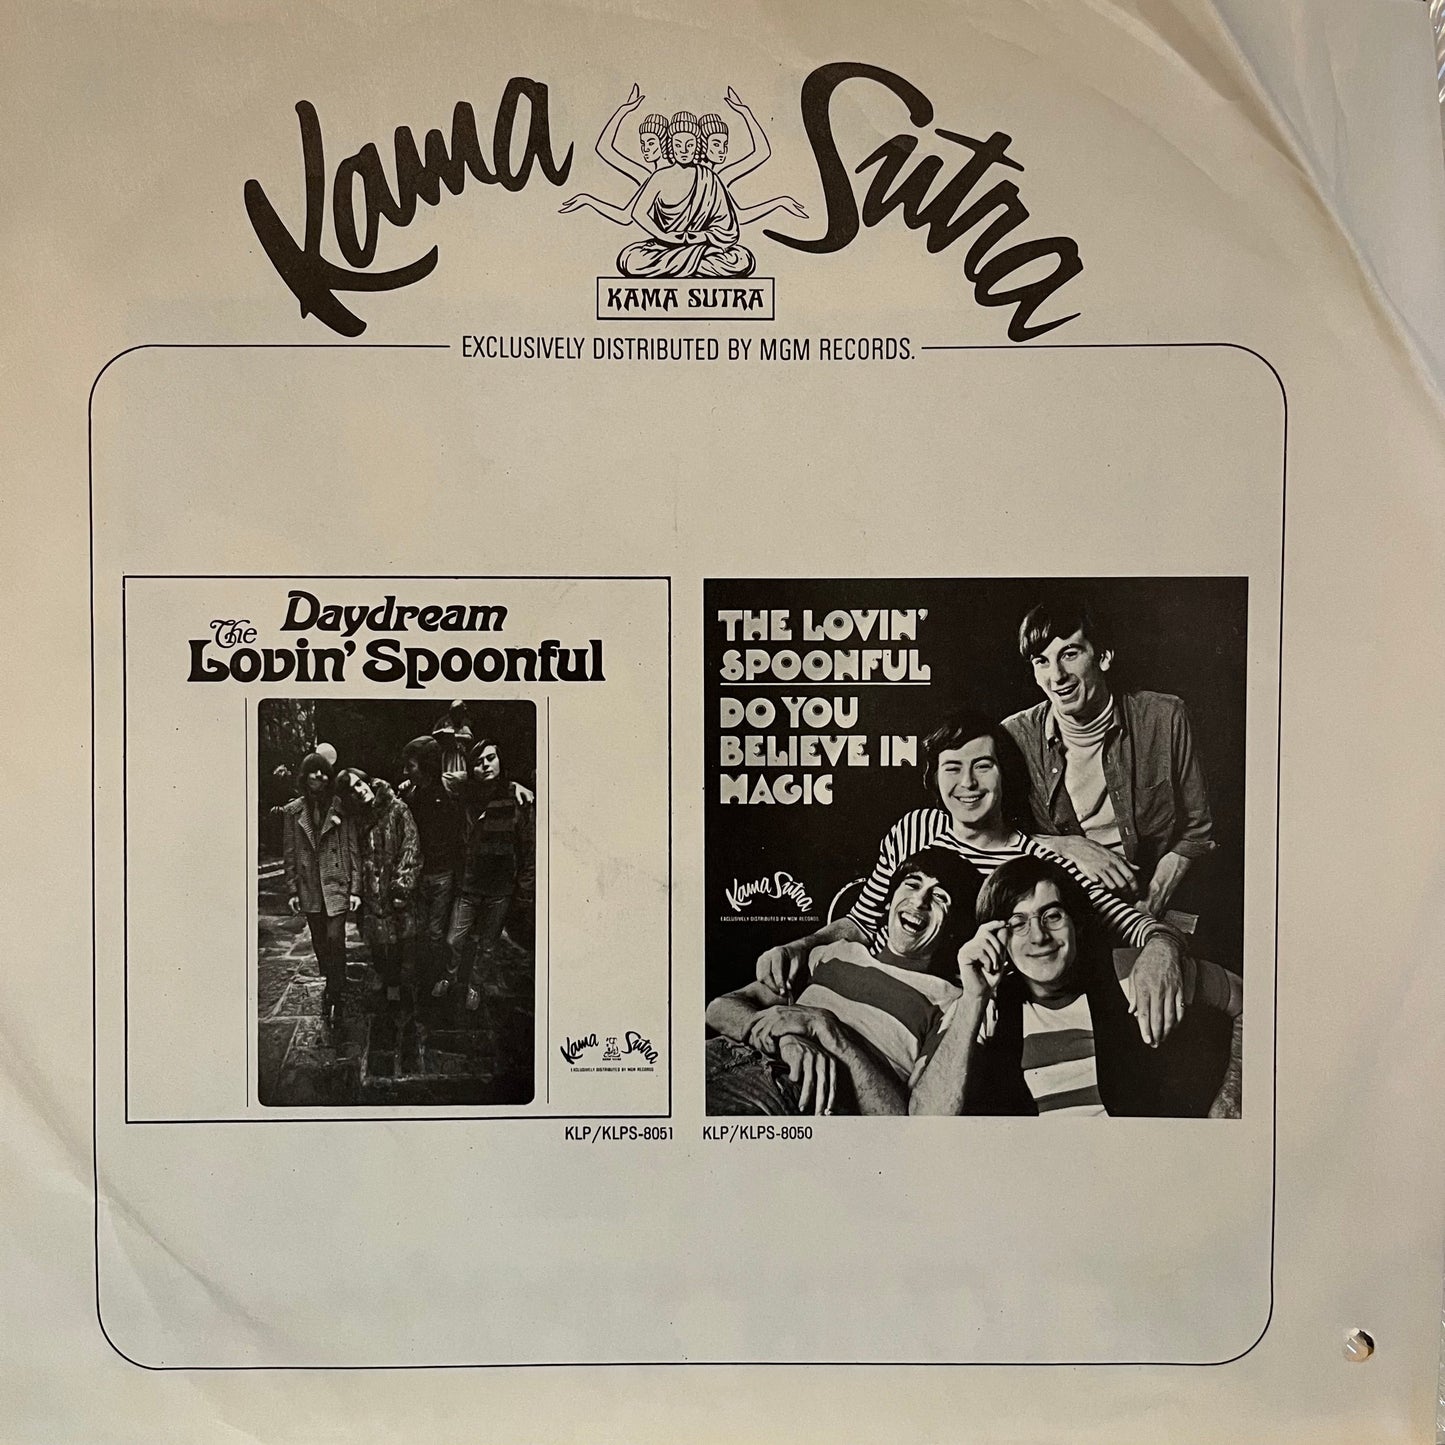 Kama Sutra
KAMA SUTRA
EXCLUSIVELY DISTRIBUTED BY MGM RECORDS.
Daydream
The Lovin' Spoonful
Kama Sutra
EXCLUSIVELY DISTRIBUTED BY MGM RECORDS
KLP/KLPS-8051
THE LOVIN'
SPOONFUL
DO YOU
BELIEVE IN
MAGIC
Kama Sutra
EXCLUSIVELY DISTRIBUTED BY MGM RECORDS.
KLP/KLPS-8050